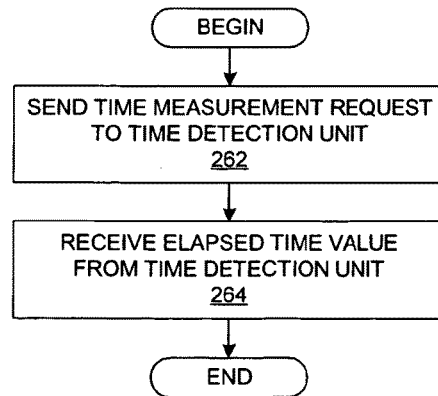 BEGIN
SEND TIME MEASUREMENT REQUEST
TO TIME DETECTION UNIT
262
RECEIVE ELAPSED TIME VALUE
FROM TIME DETECTION UNIT
264
END